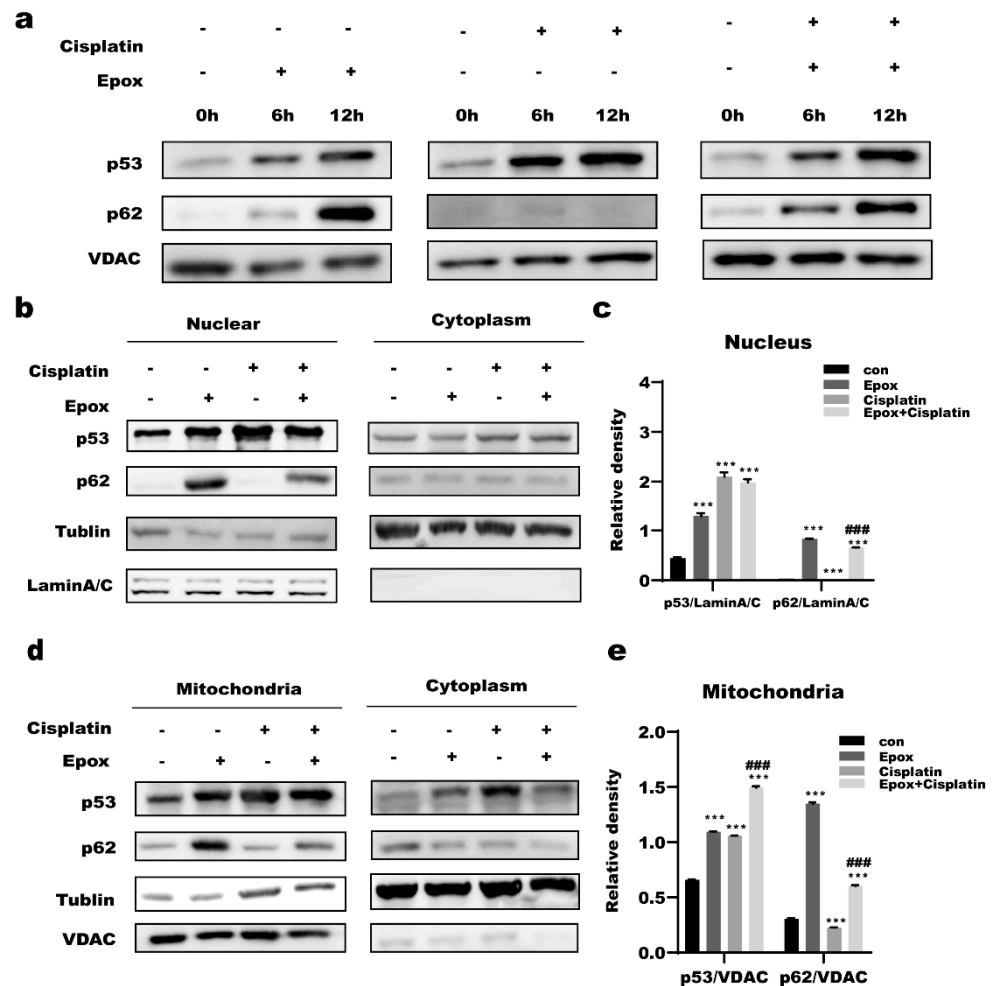 a
Cisplatin - - - - + + - + +
Epox - + + - - - - + +
0h 6h 12h 0h 6h 12h 0h 6h 12h
p53
p62
VDAC
b
Nuclear Cytoplasm
Cisplatin - - + + - - + +
Epox - + - + - + - +
p53
p62
Tublin
LaminA/C
c
Nucleus
con
Epox
Cisplatin
Epox+Cisplatin
Relative density
4
3
2
1
0
*** *** ***
*** *** ### ***
p53/LaminA/C p62/LaminA/C
d
Mitochondria Cytoplasm
Cisplatin - - + + - - + +
Epox - + - + - + - +
p53
p62
Tublin
VDAC
e
Mitochondria
con
Epox
Cisplatin
Epox+Cisplatin
Relative density
2.0
1.5
1.0
0.5
0.0
*** *** ### ***
*** *** ### ***
p53/VDAC p62/VDAC